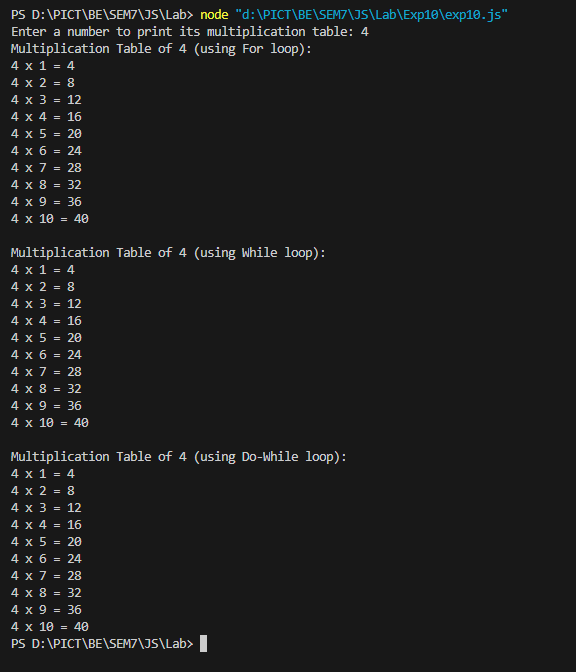 PS D:\PICT\BE\SEM7\JS\Lab> node "d:\PICT\BE\SEM7\JS\Lab\Exp10\exp10.js"
Enter a number to print its multiplication table: 4
Multiplication Table of 4 (using For loop):
4 x 1 = 4
4 x 2 = 8
4 x 3 = 12
4 x 4 = 16
4 x 5 = 20
4 x 6 = 24
4 x 7 = 28
4 x 8 = 32
4 x 9 = 36
4 x 10 = 40
Multiplication Table of 4 (using While loop):
4 x 1 = 4
4 x 2 = 8
4 x 3 = 12
4 x 4 = 16
4 x 5 = 20
4 x 6 = 24
4 x 7 = 28
4 x 8 = 32
4 x 9 = 36
4 x 10 = 40
Multiplication Table of 4 (using Do-While loop):
4 x 1 = 4
4 x 2 = 8
4 x 3 = 12
4 x 4 = 16
4 x 5 = 20
4 x 6 = 24
4 x 7 = 28
4 x 8 = 32
4 x 9 = 36
4 x 10 = 40
PS D:\PICT\BE\SEM7\JS\Lab>